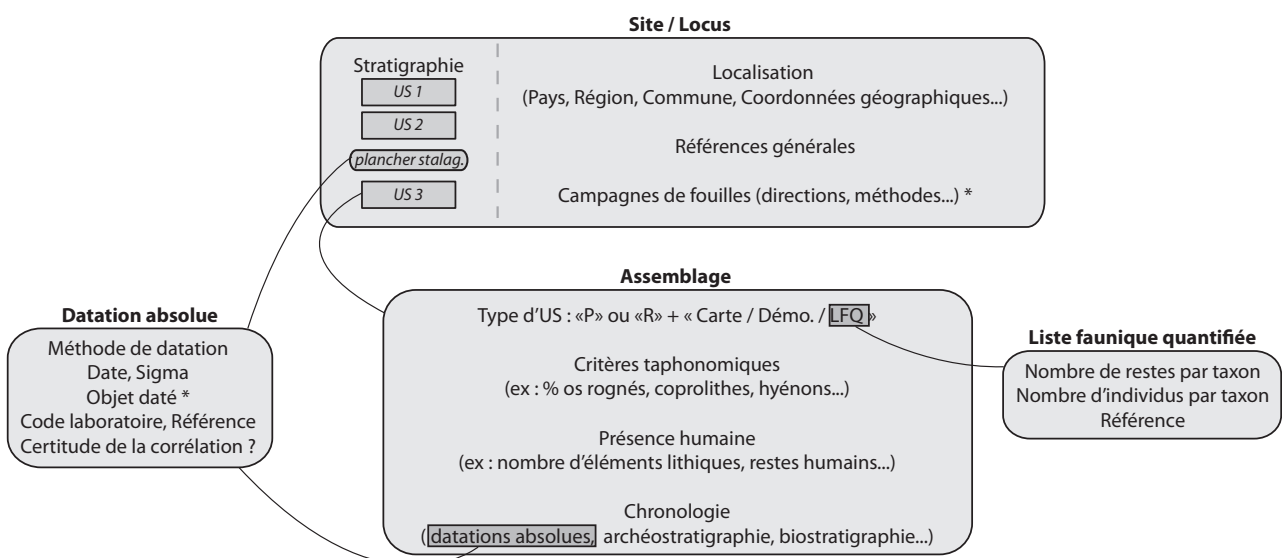 Site / Locus
Stratigraphie
US 1
US 2
plancher stalag.
US 3
Localisation
(Pays, Région, Commune, Coordonnées géographiques...)
Références générales
Campagnes de fouilles (directions, méthodes...) *
Assemblage
Type d'US : «P» ou «R» + « Carte / Démo. / LFQ »
Critères taphonomiques
(ex : % os rognés, coprolithes, hyénons...)
Présence humaine
(ex : nombre d'éléments lithiques, restes humains...)
Chronologie
(datations absolues, archéostratigraphie, biostratigraphie...)
Datation absolue
Méthode de datation
Date, Sigma
Objet daté *
Code laboratoire, Référence
Certitude de la corrélation ?
Liste faunique quantifiée
Nombre de restes par taxon
Nombre d'individus par taxon
Référence